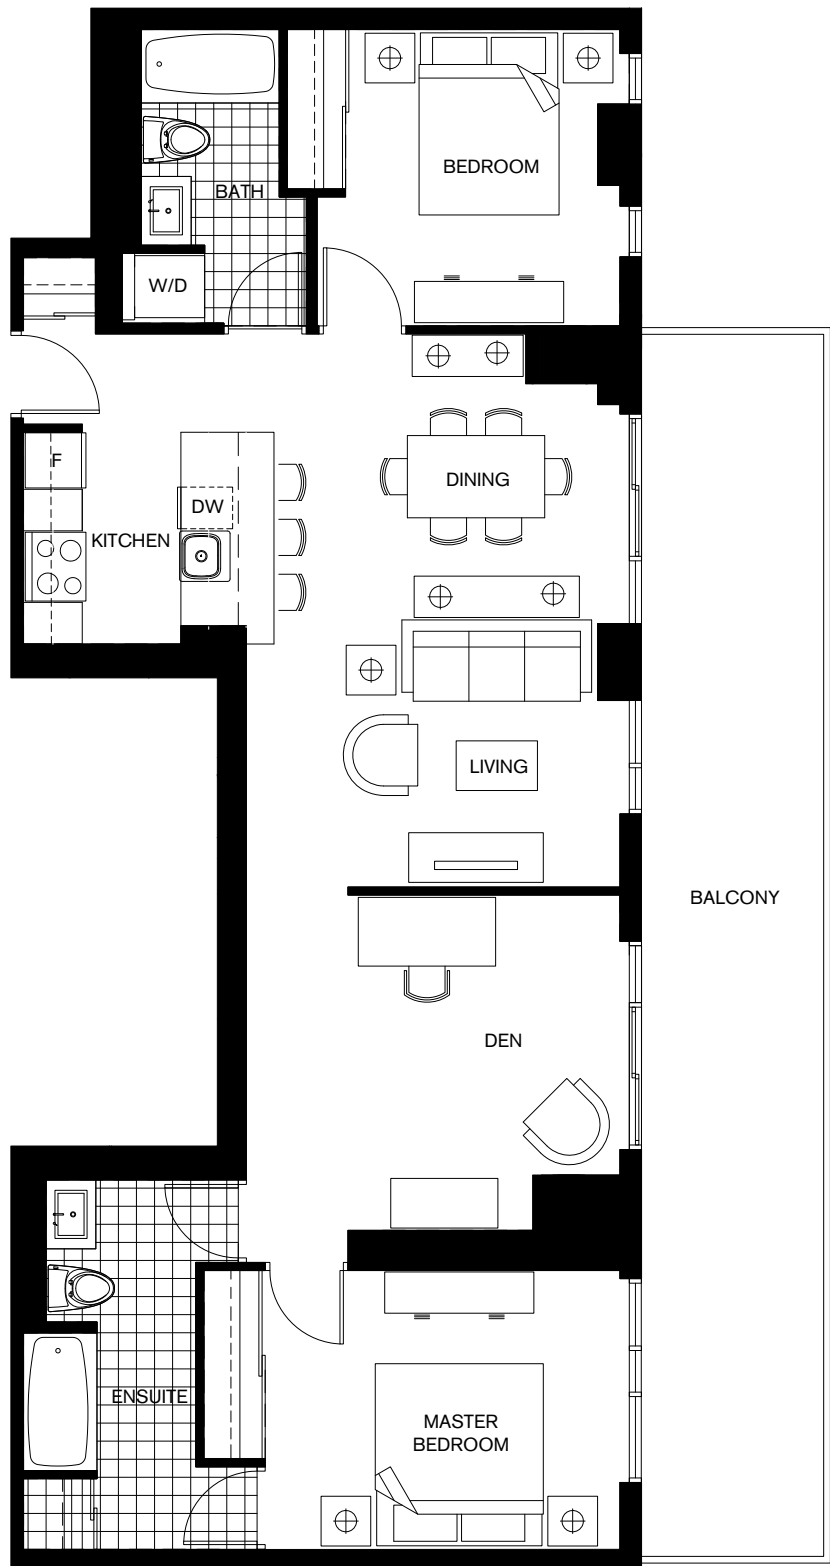 BEDROOM
BATH
W/D
F
DINING
DW
KITCHEN
LIVING
BALCONY
DEN
ENSUITE
MASTER
BEDROOM